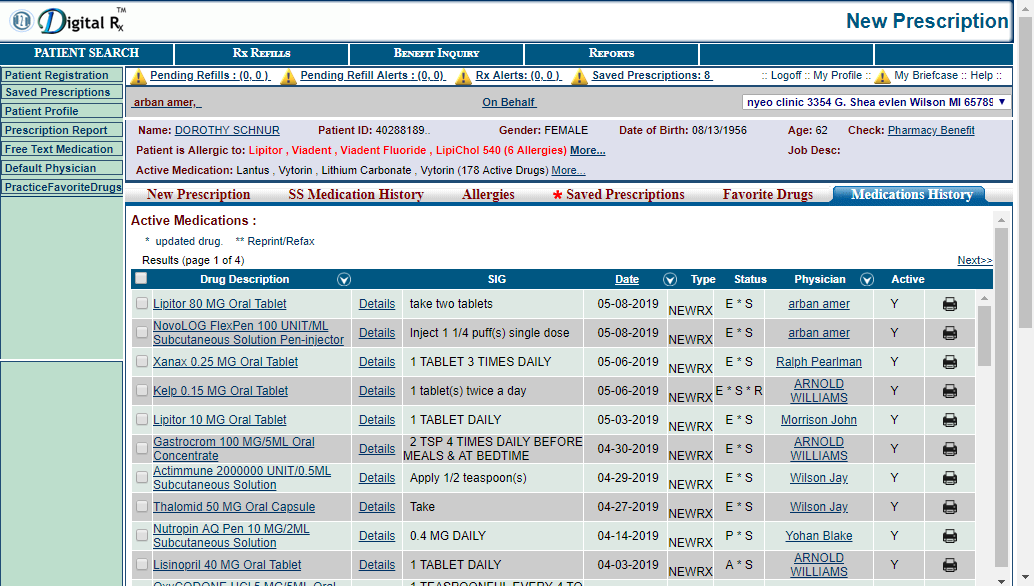 Digital Rx TM
New Prescription
PATIENT SEARCH RX REFILLS BENEFIT INQUIRY REPORTS
Patient Registration
Saved Prescriptions
Patient Profile
Prescription Report
Free Text Medication
Default Physician
PracticeFavoriteDrugs
Pending Refills : (0, 0 ) Pending Refill Alerts : (0, 0) Rx Alerts: (0, 0 ) Saved Prescriptions: 8 :: Logoff :: My Profile :: My Briefcase :: Help ::
arban amer, On Behalf nyeo clinic 3354 G. Shea evlen Wilson MI 65789
Name: DOROTHY SCHNUR Patient ID: 40288189.. Gender: FEMALE Date of Birth: 08/13/1956 Age: 62 Check: Pharmacy Benefit
Patient is Allergic to: Lipitor , Viadent , Viadent Fluoride , LipiChol 540 (6 Allergies) More... Job Desc:
Active Medication: Lantus , Vytorin , Lithium Carbonate , Vytorin (178 Active Drugs) More...
New Prescription SS Medication History Allergies * Saved Prescriptions Favorite Drugs Medications History
Active Medications :
* updated drug. ** Reprint/Refax
Results (page 1 of 4) Next>>
Drug Description SIG Date Type Status Physician Active
Lipitor 80 MG Oral Tablet Details take two tablets 05-08-2019 NEWRX E * S arban amer Y
NovoLOG FlexPen 100 UNIT/ML
Subcutaneous Solution Pen-injector Details Inject 1 1/4 puff(s) single dose 05-08-2019 NEWRX E * S arban amer Y
Xanax 0.25 MG Oral Tablet Details 1 TABLET 3 TIMES DAILY 05-06-2019 NEWRX E * S Ralph Pearlman Y
Kelp 0.15 MG Oral Tablet Details 1 tablet(s) twice a day 05-06-2019 NEWRX E * S * R ARNOLD
WILLIAMS Y
Lipitor 10 MG Oral Tablet Details 1 TABLET DAILY 05-03-2019 NEWRX E * S Morrison John Y
Gastrocrom 100 MG/5ML Oral
Concentrate Details 2 TSP 4 TIMES DAILY BEFORE
MEALS & AT BEDTIME 04-30-2019 NEWRX E * S ARNOLD
WILLIAMS Y
Actimmune 2000000 UNIT/0.5ML
Subcutaneous Solution Details Apply 1/2 teaspoon(s) 04-29-2019 NEWRX E * S Wilson Jay Y
Thalomid 50 MG Oral Capsule Details Take 04-27-2019 NEWRX E * S Wilson Jay Y
Nutropin AQ Pen 10 MG/2ML
Subcutaneous Solution Details 0.4 MG DAILY 04-14-2019 NEWRX P * S Yohan Blake Y
Lisinopril 40 MG Oral Tablet Details 1 TABLET DAILY 04-03-2019 NEWRX A * S ARNOLD
WILLIAMS Y
OxyCODONE HCl 5 MG/5ML Oral 1 TEASPOONFUL EVERY 4 TO